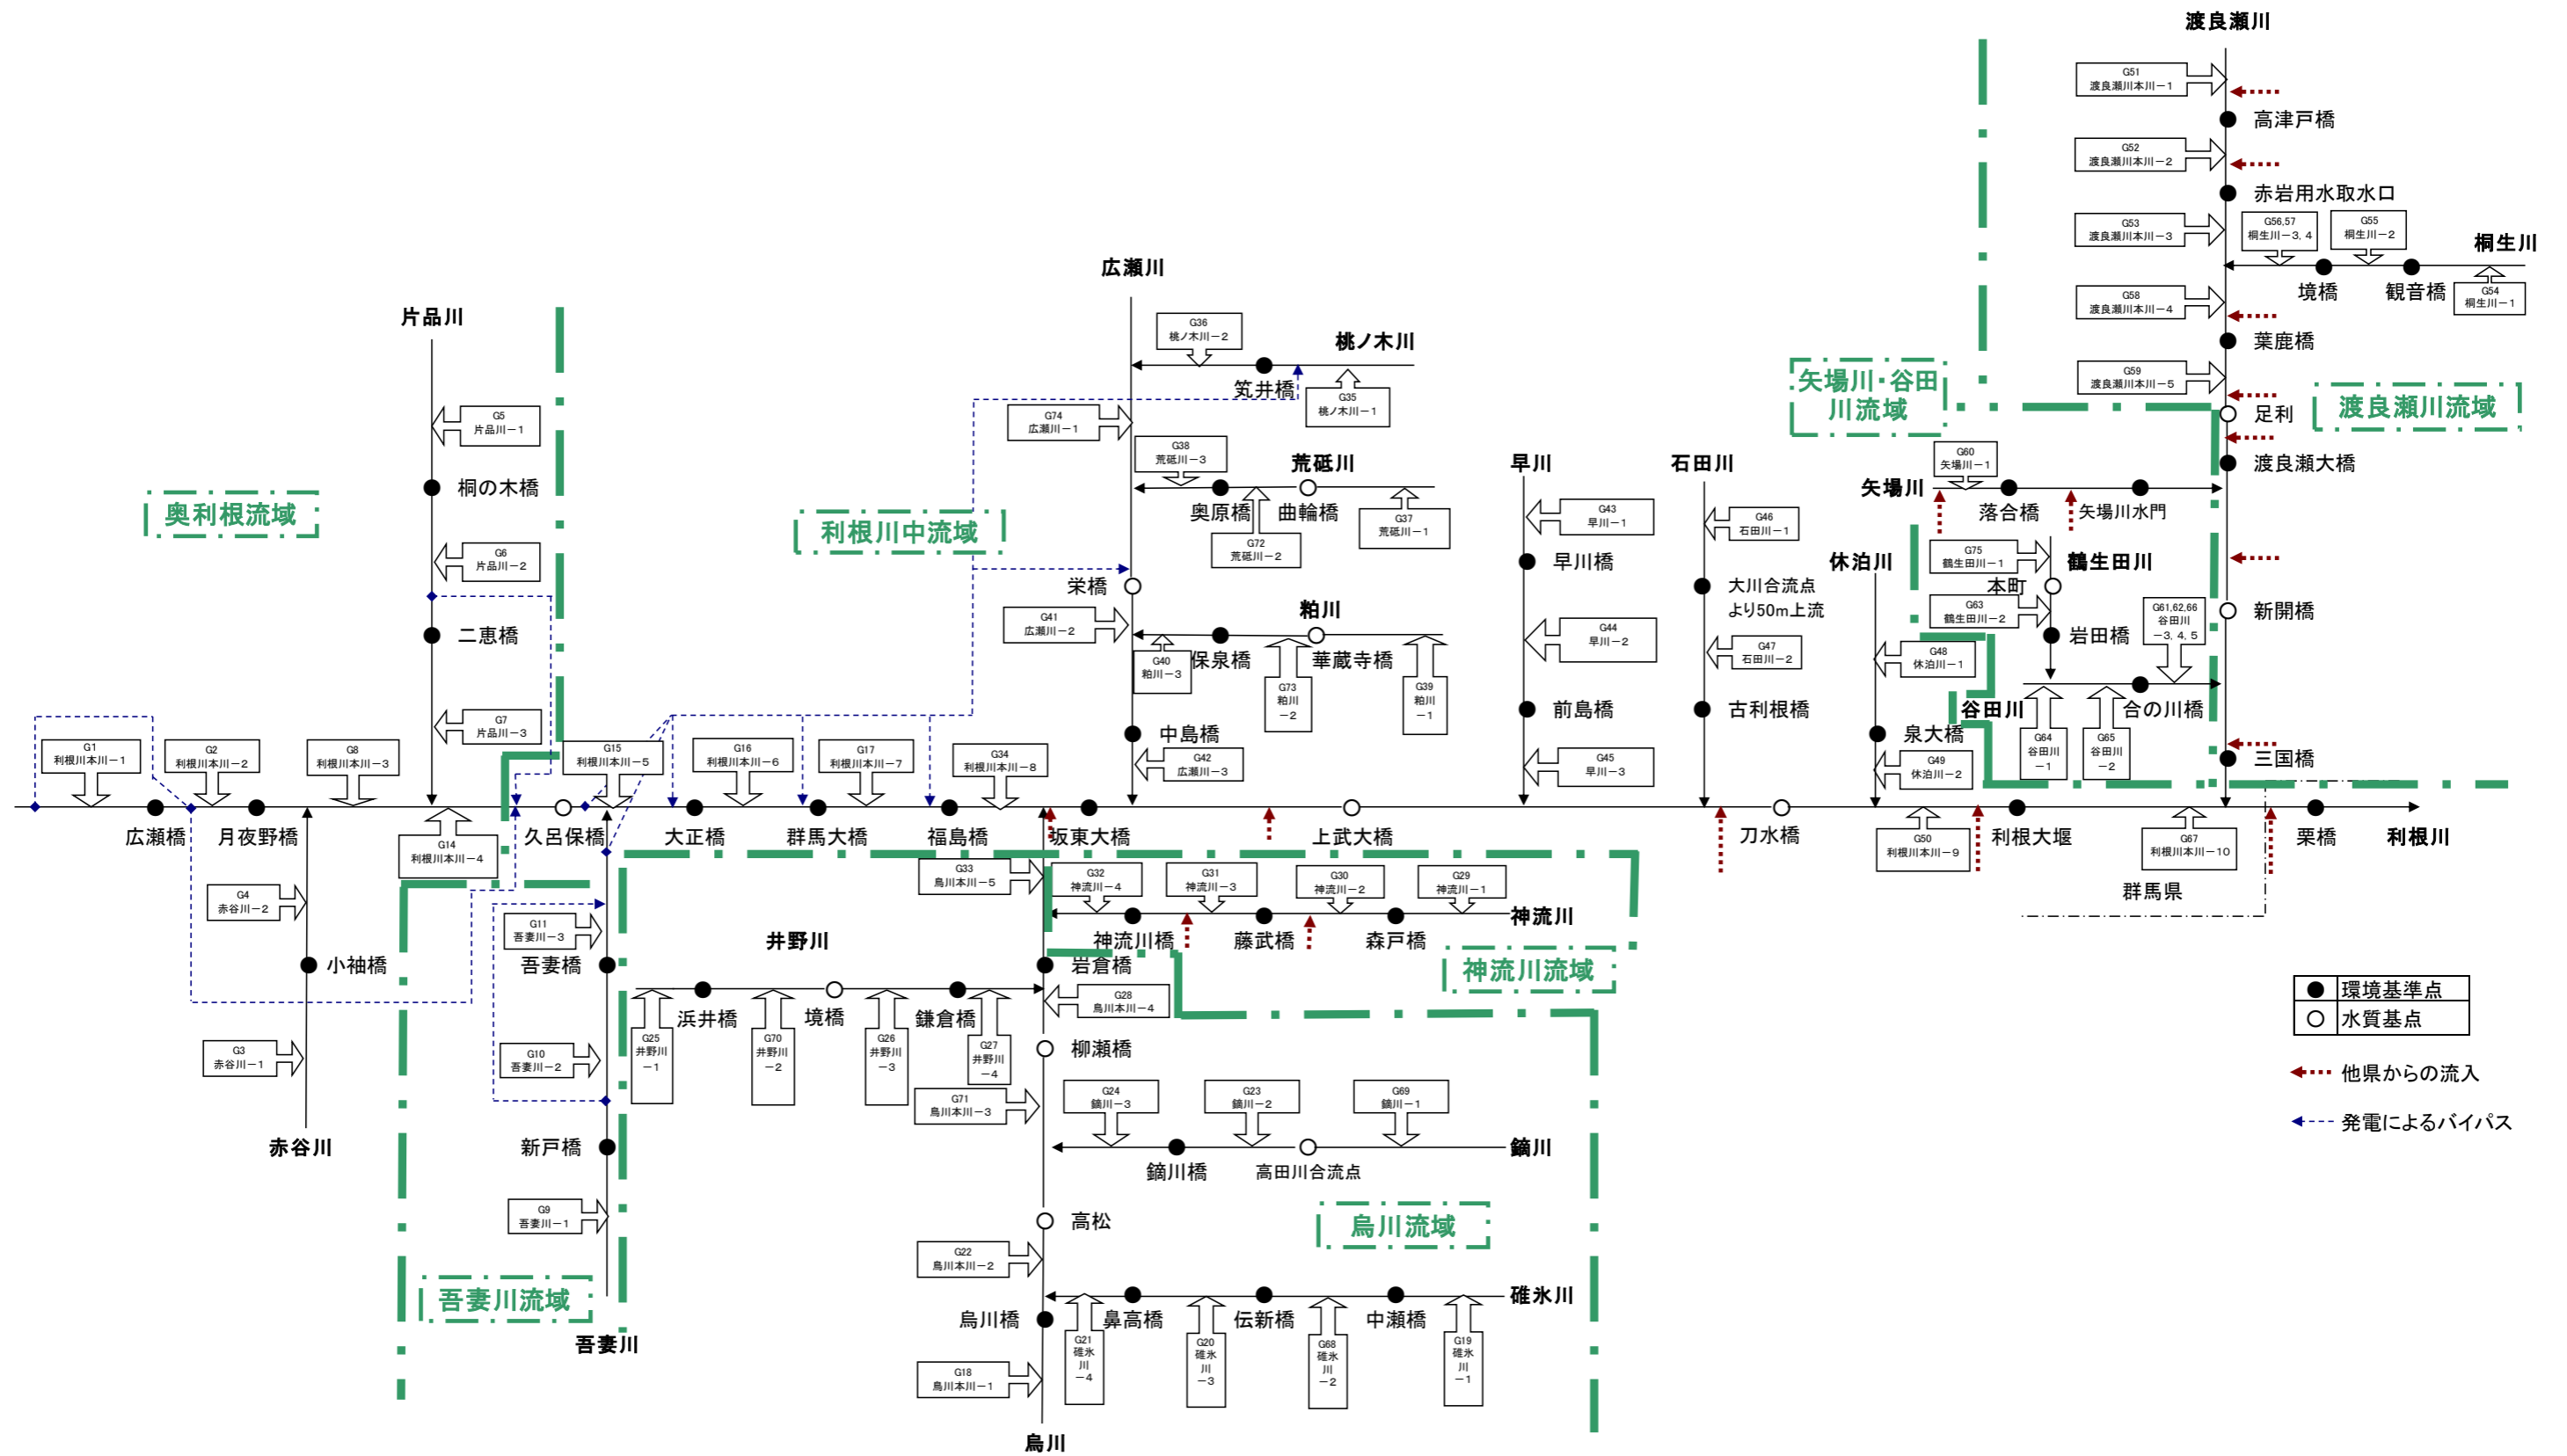 渡良瀬川
G51
渡良瀬川本川－1
高津戸橋
G52
渡良瀬川本川－2
赤岩用水取水口
G53
渡良瀬川本川－3
G56,57
桐生川－3, 4
G55
桐生川－2
桐生川
境橋
観音橋
G54
桐生川－1
G58
渡良瀬川本川－4
葉鹿橋
G59
渡良瀬川本川－5
足利
渡良瀬川流域
渡良瀬大橋
新開橋
三国橋
矢場川・谷田
川流域
矢場川
G60
矢場川－1
落合橋
矢場川水門
G75
鶴生田川－1
鶴生田川
本町
G63
鶴生田川－2
岩田橋
G61,62,66
谷田川
－3, 4, 5
谷田川
合の川橋
G64
谷田川
－1
G65
谷田川
－2
休泊川
G48
休泊川－1
泉大橋
G49
休泊川－2
石田川
G46
石田川－1
大川合流点
より50m上流
G47
石田川－2
古利根橋
早川
G43
早川－1
早川橋
G44
早川－2
前島橋
G45
早川－3
広瀬川
G36
桃ノ木川－2
桃ノ木川
笂井橋
G35
桃ノ木川－1
G74
広瀬川－1
G38
荒砥川－3
荒砥川
奥原橋
曲輪橋
G72
荒砥川－2
G37
荒砥川－1
栄橋
G41
広瀬川－2
粕川
保泉橋
華蔵寺橋
G40
粕川－3
G73
粕川
－2
G39
粕川
－1
中島橋
G42
広瀬川－3
利根川中流域
片品川
G5
片品川－1
桐の木橋
G6
片品川－2
二恵橋
G7
片品川－3
奥利根流域
G1
利根川本川－1
G2
利根川本川－2
G8
利根川本川－3
G15
利根川本川－5
G16
利根川本川－6
G17
利根川本川－7
G34
利根川本川－8
広瀬橋
月夜野橋
G14
利根川本川－4
久呂保橋
大正橋
群馬大橋
福島橋
坂東大橋
上武大橋
刀水橋
G50
利根川本川－9
利根大堰
G67
利根川本川－10
栗橋
利根川
群馬県
G4
赤谷川－2
小袖橋
G3
赤谷川－1
赤谷川
G11
吾妻川－3
吾妻橋
G10
吾妻川－2
新戸橋
G9
吾妻川－1
吾妻川流域
吾妻川
G33
烏川本川－5
G32
神流川－4
G31
神流川－3
G30
神流川－2
G29
神流川－1
神流川
神流川橋
藤武橋
森戸橋
神流川流域
井野川
岩倉橋
浜井橋
境橋
鎌倉橋
G28
烏川本川－4
G25
井野川
－1
G70
井野川
－2
G26
井野川
－3
G27
井野川
－4
柳瀬橋
G71
烏川本川－3
G24
鏑川－3
G23
鏑川－2
G69
鏑川－1
鏑川
鏑川橋
高田川合流点
高松
烏川流域
G22
烏川本川－2
碓氷川
烏川橋
鼻高橋
伝新橋
中瀬橋
G21
碓氷
川
－4
G20
碓氷
川
－3
G68
碓氷
川
－2
G19
碓氷
川
－1
G18
烏川本川－1
烏川
環境基準点
水質基点
他県からの流入
発電によるバイパス